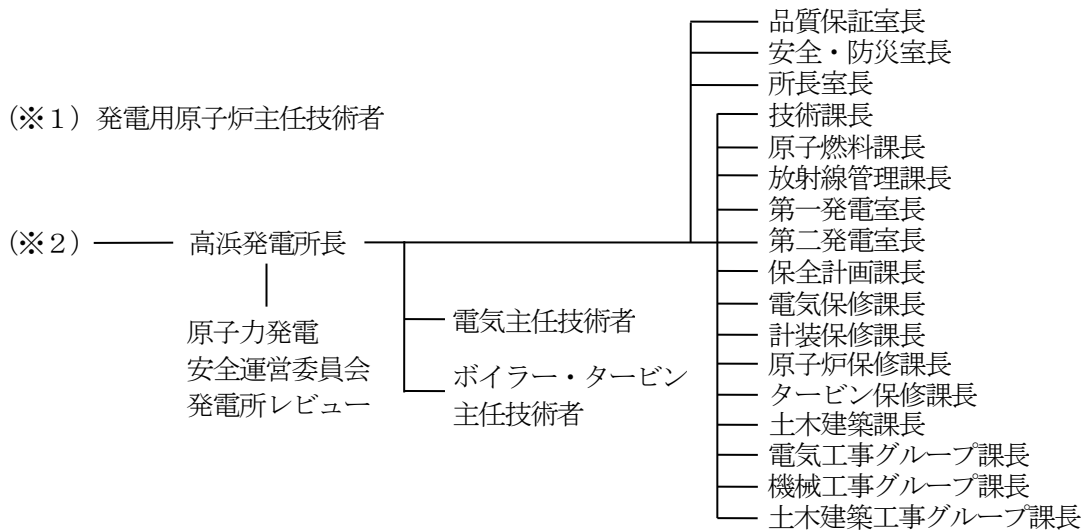 品質保証室長
安全・防災室長
所長室長
(※1) 発電用原子炉主任技術者
技術課長
原子燃料課長
放射線管理課長
第一発電室長
(※2)
高浜発電所長
第二発電室長
保全計画課長
電気保修課長
計装保修課長
原子炉保修課長
タービン保修課長
土木建築課長
電気工事グループ課長
機械工事グループ課長
土木建築工事グループ課長
原子力発電
安全運営委員会
発電所レビュー
電気主任技術者
ボイラー・タービン
主任技術者